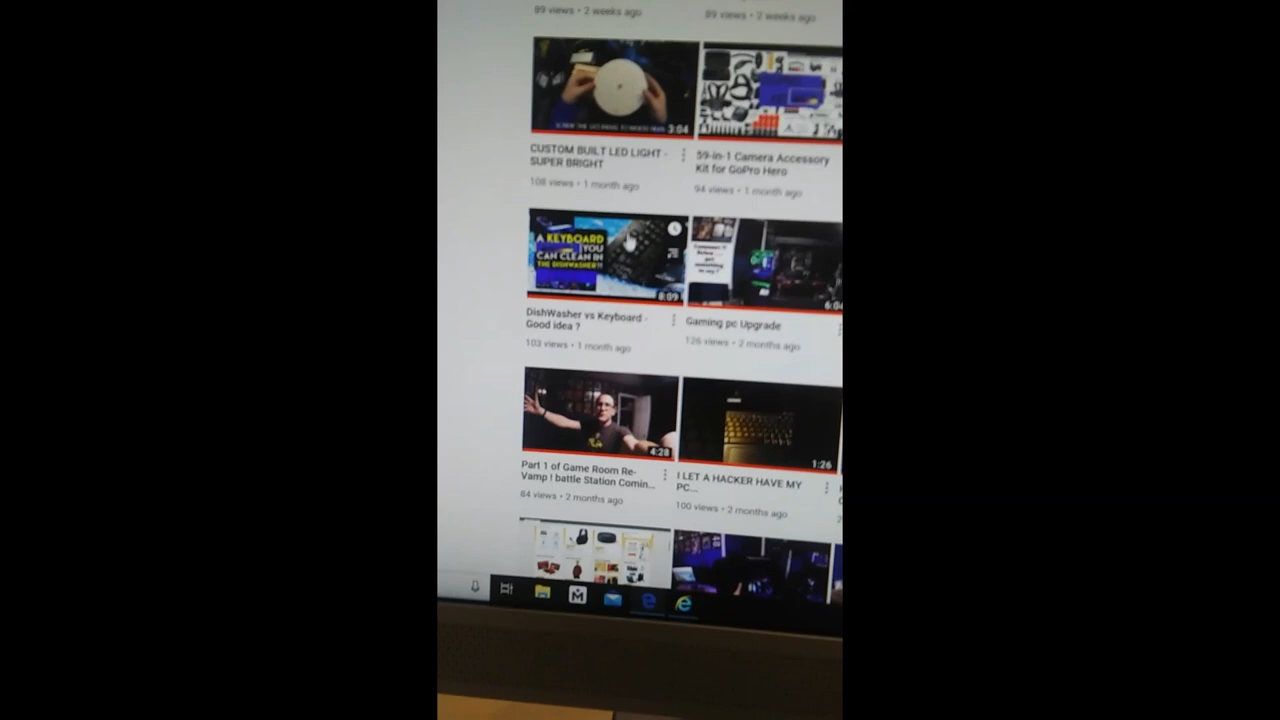 89 views • 2 weeks ago
89 views • 2 weeks ago
3:04
CUSTOM BUILT LED LIGHT -
SUPER BRIGHT
108 views • 1 month ago
59-in-1 Camera Accessory
Kit for GoPro Hero
94 views • 1 month ago
A KEYBOARD
YOU
CAN CLEAN IN
THE DISHWASHER!!
8:09
DishWasher vs Keyboard -
Good idea ?
103 views • 1 month ago
6:04
Gaming pc Upgrade
126 views • 2 months ago
4:28
Part 1 of Game Room Re-
Vamp ! battle Station Comin...
84 views • 2 months ago
1:26
I LET A HACKER HAVE MY
PC...
100 views • 2 months ago
M